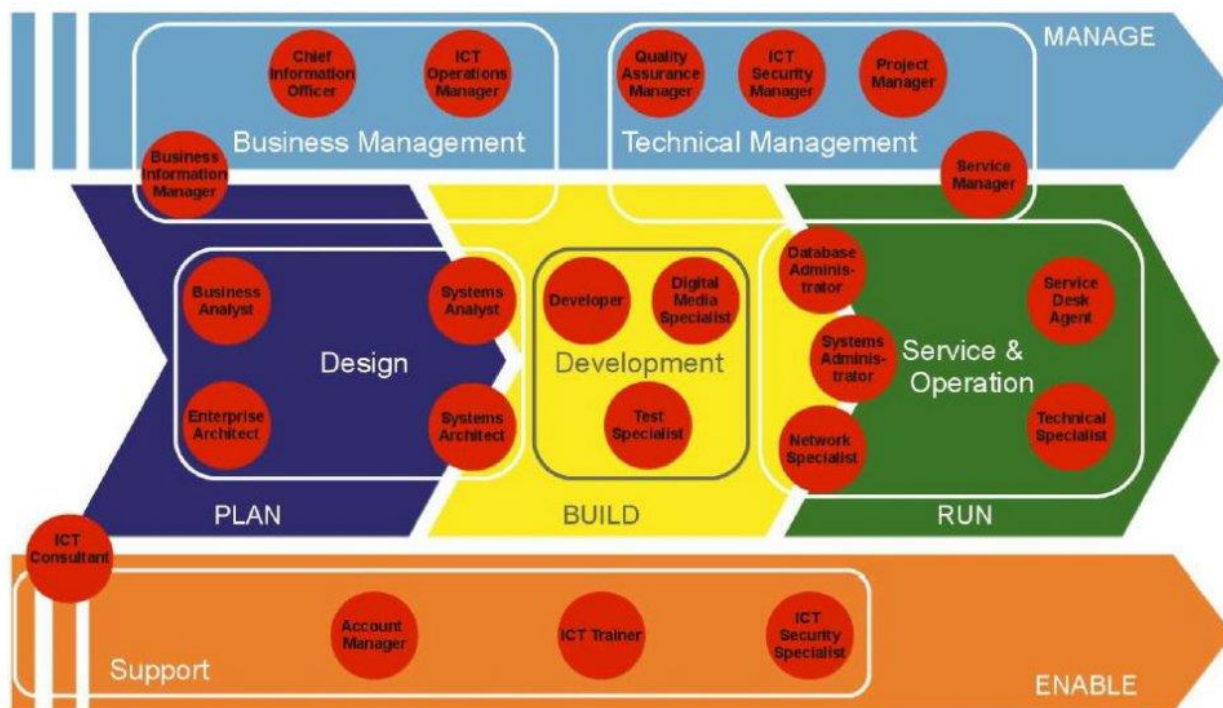 MANAGE
Chief
Information
Officer
ICT
Operations
Manager
Quality
Assurance
Manager
ICT
Security
Manager
Project
Manager
Business Management
Technical Management
Business
Information
Manager
Service
Manager
Business
Analyst
Systems
Analyst
Developer
Digital
Media
Specialist
Database
Adminis-
trator
Service
Desk
Agent
Design
Development
Systems
Adminis-
trator
Service &
Operation
Enterprise
Architect
Systems
Architect
Test
Specialist
Network
Specialist
Technical
Specialist
PLAN
BUILD
RUN
ICT
Consultant
Account
Manager
ICT Trainer
ICT
Security
Specialist
Support
ENABLE